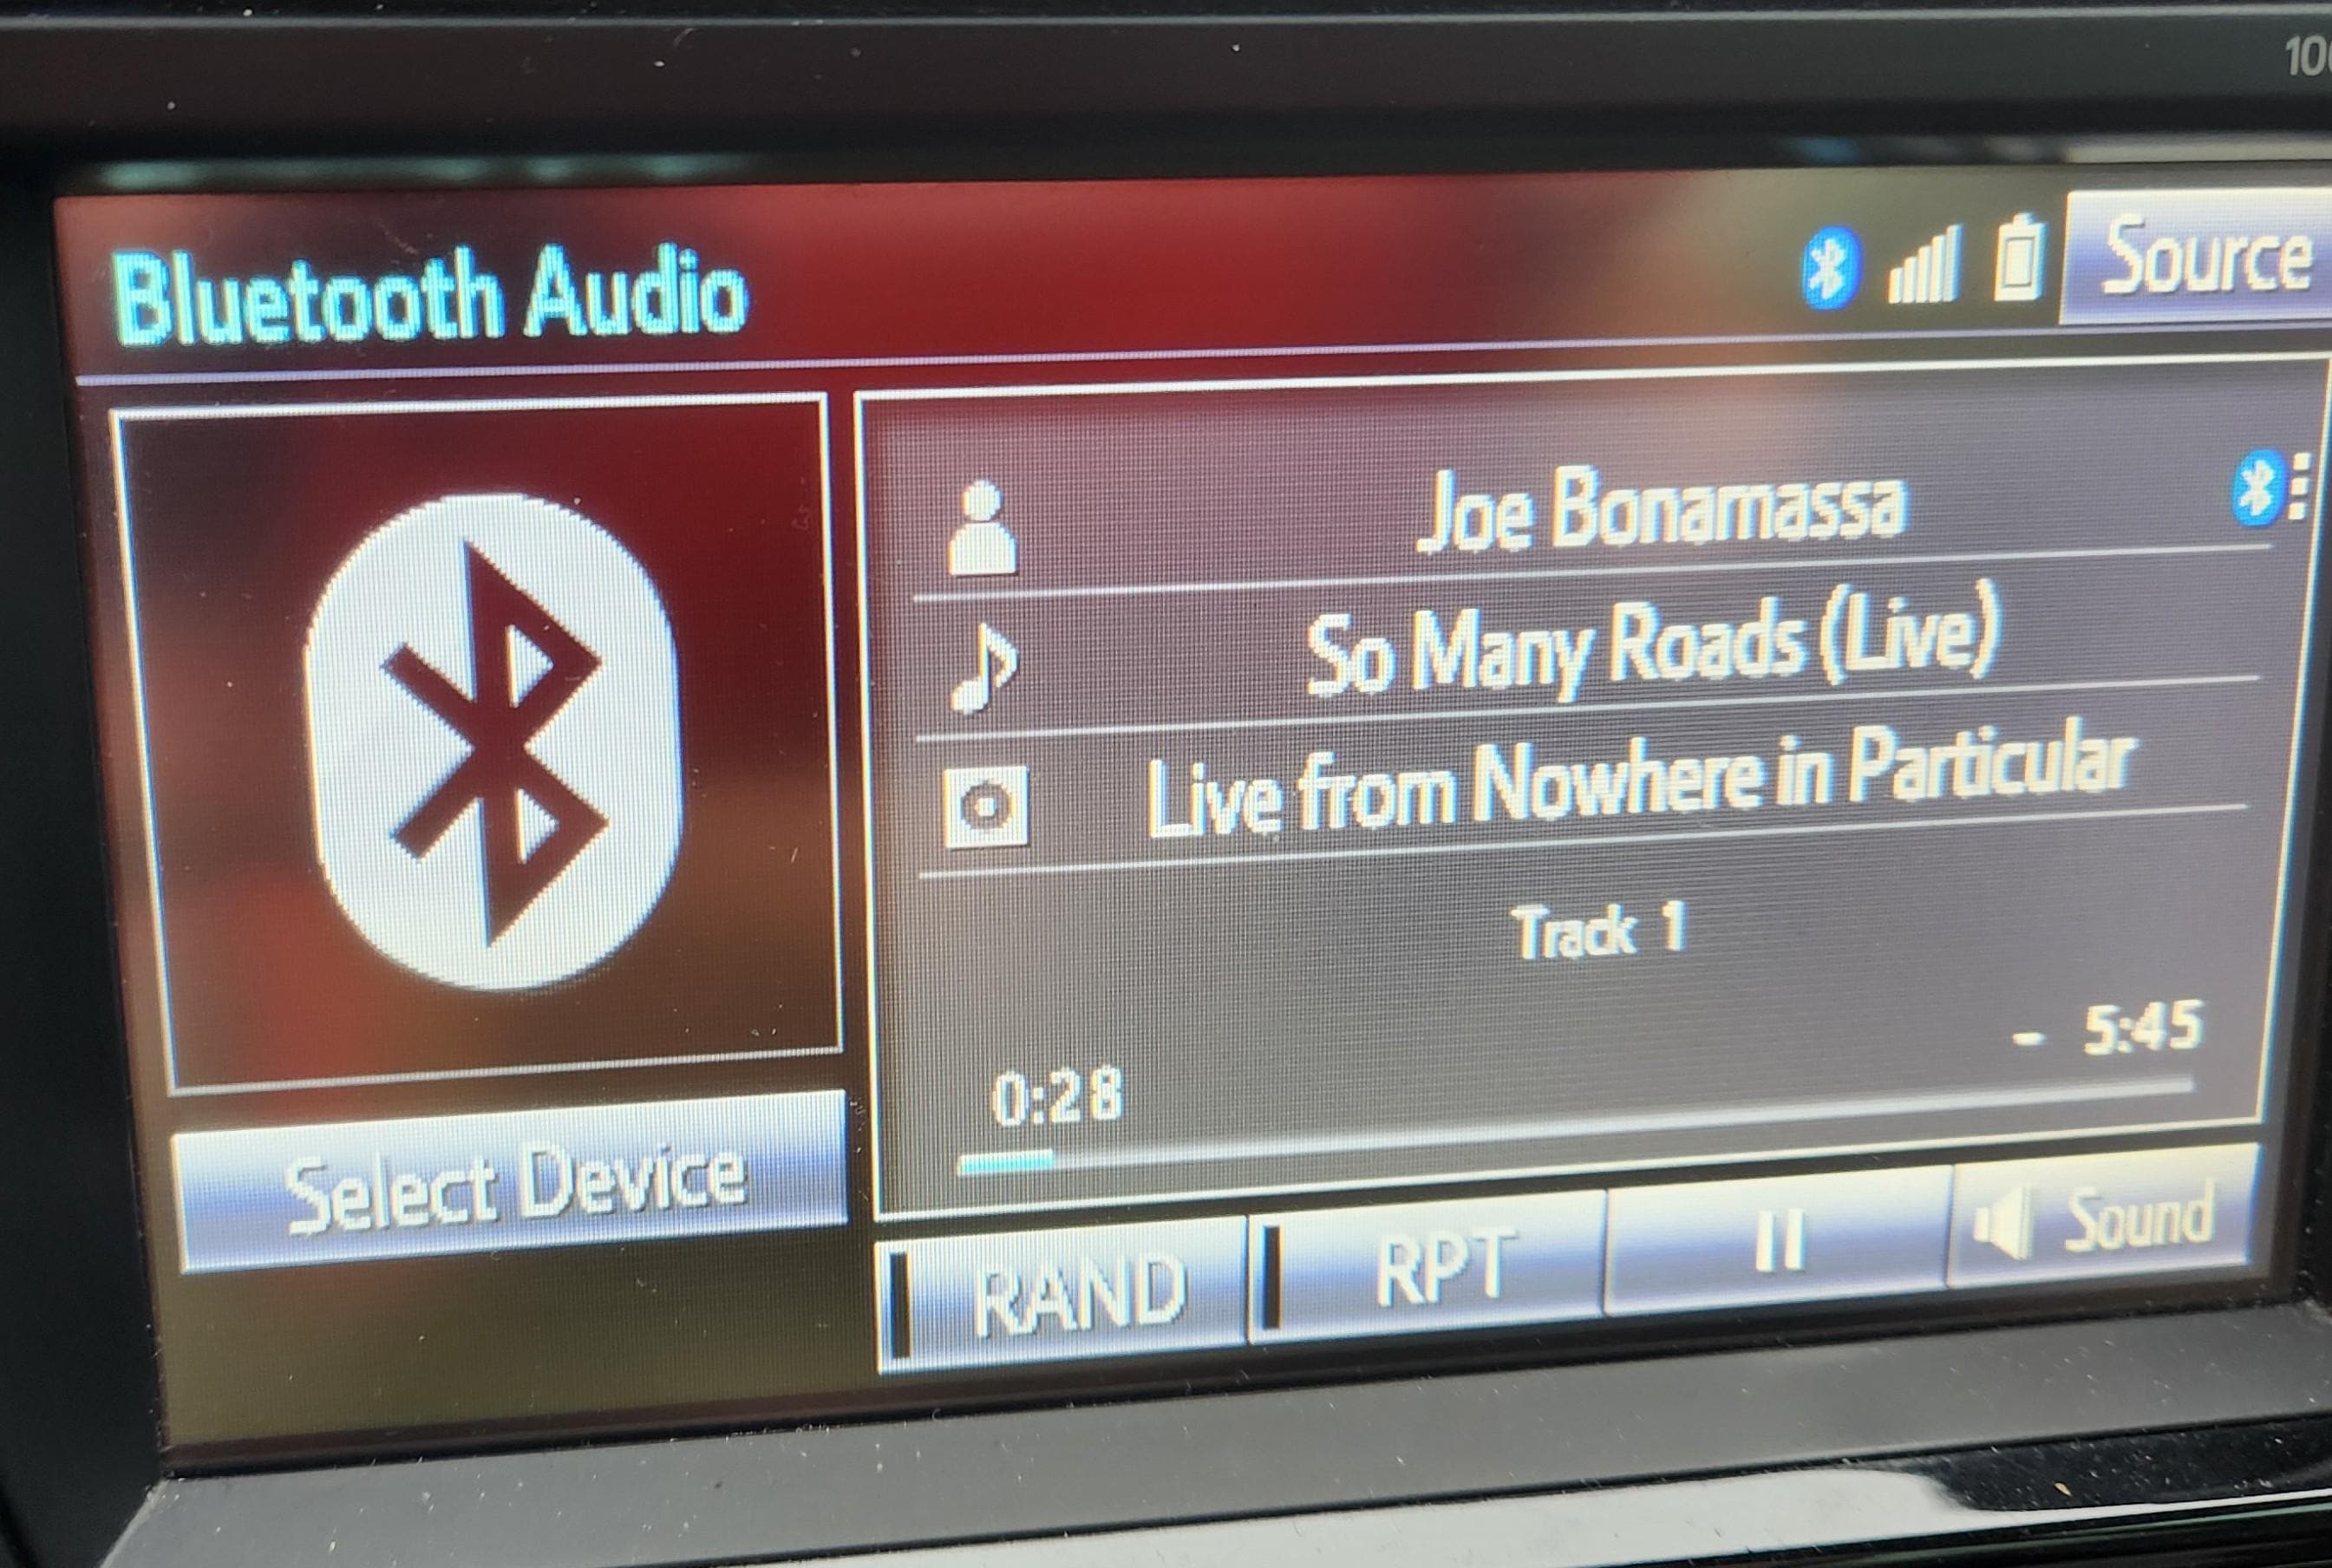 Bluetooth Audio
Source
Joe Bonamassa
So Many Roads (Live)
Live from Nowhere in Particular
Track 1
0:28
- 5:45
Select Device
RAND
RPT
Sound